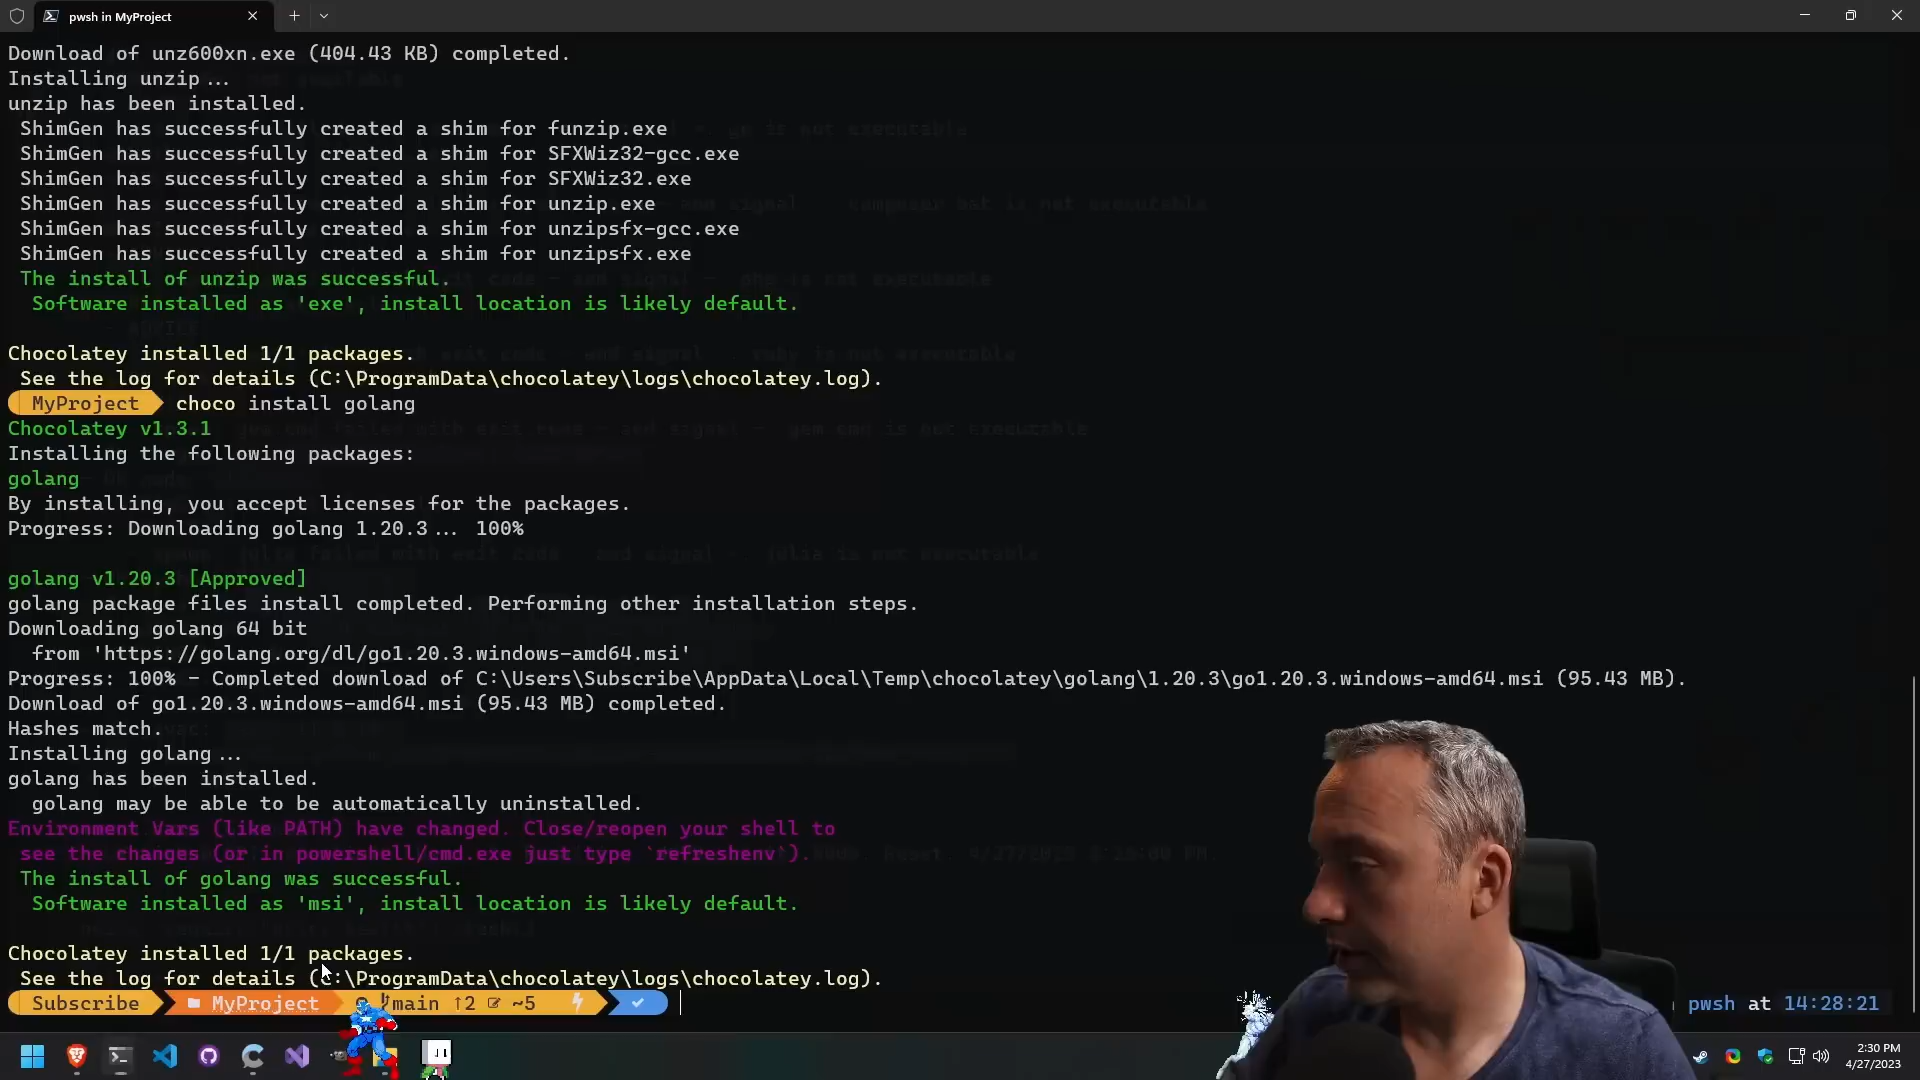 pwsh in MyProject
Download of unz600xn.exe (404.43 KB) completed.
Installing unzip...
unzip has been installed.
ShimGen has successfully created a shim for funzip.exe
ShimGen has successfully created a shim for SFXWiz32-gcc.exe
ShimGen has successfully created a shim for SFXWiz32.exe
ShimGen has successfully created a shim for unzip.exe
ShimGen has successfully created a shim for unzipsfx-gcc.exe
ShimGen has successfully created a shim for unzipsfx.exe
The install of unzip was successful.
Software installed as 'exe', install location is likely default.
Chocolatey installed 1/1 packages.
See the log for details (C:\ProgramData\chocolatey\logs\chocolatey.log).
MyProject choco install golang
Chocolatey v1.3.1
Installing the following packages:
golang
By installing, you accept licenses for the packages.
Progress: Downloading golang 1.20.3... 100%
golang v1.20.3 [Approved]
golang package files install completed. Performing other installation steps.
Downloading golang 64 bit
from 'https://golang.org/dl/go1.20.3.windows-amd64.msi'
Progress: 100% - Completed download of C:\Users\Subscribe\AppData\Local\Temp\chocolatey\golang\1.20.3\go1.20.3.windows-amd64.msi (95.43 MB).
Download of go1.20.3.windows-amd64.msi (95.43 MB) completed.
Hashes match.
Installing golang...
golang has been installed.
golang may be able to be automatically uninstalled.
Environment Vars (like PATH) have changed. Close/reopen your shell to
see the changes (or in powershell/cmd.exe just type `refreshenv`).
The install of golang was successful.
Software installed as 'msi', install location is likely default.
Chocolatey installed 1/1 packages.
See the log for details (C:\ProgramData\chocolatey\logs\chocolatey.log).
Subscribe MyProject main ↑2 ~5 pwsh at 14:28:21
2:30 PM
4/27/2023